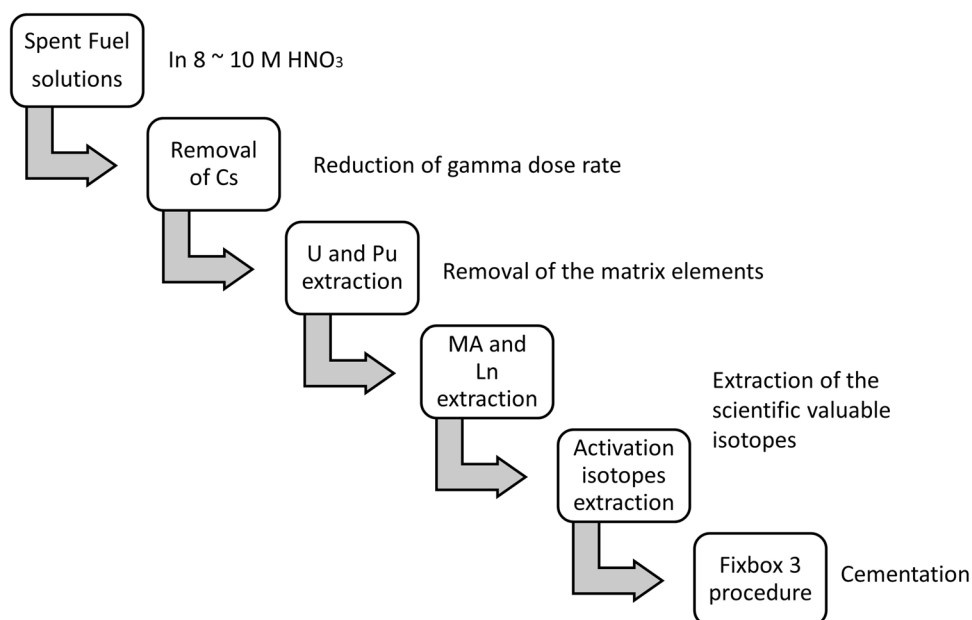 Spent Fuel
solutions
In 8 ~ 10 M HNO₃
Removal
of Cs
Reduction of gamma dose rate
U and Pu
extraction
Removal of the matrix elements
MA and
Ln
extraction
Extraction of the
scientific valuable
isotopes
Activation
isotopes
extraction
Fixbox 3
procedure
Cementation